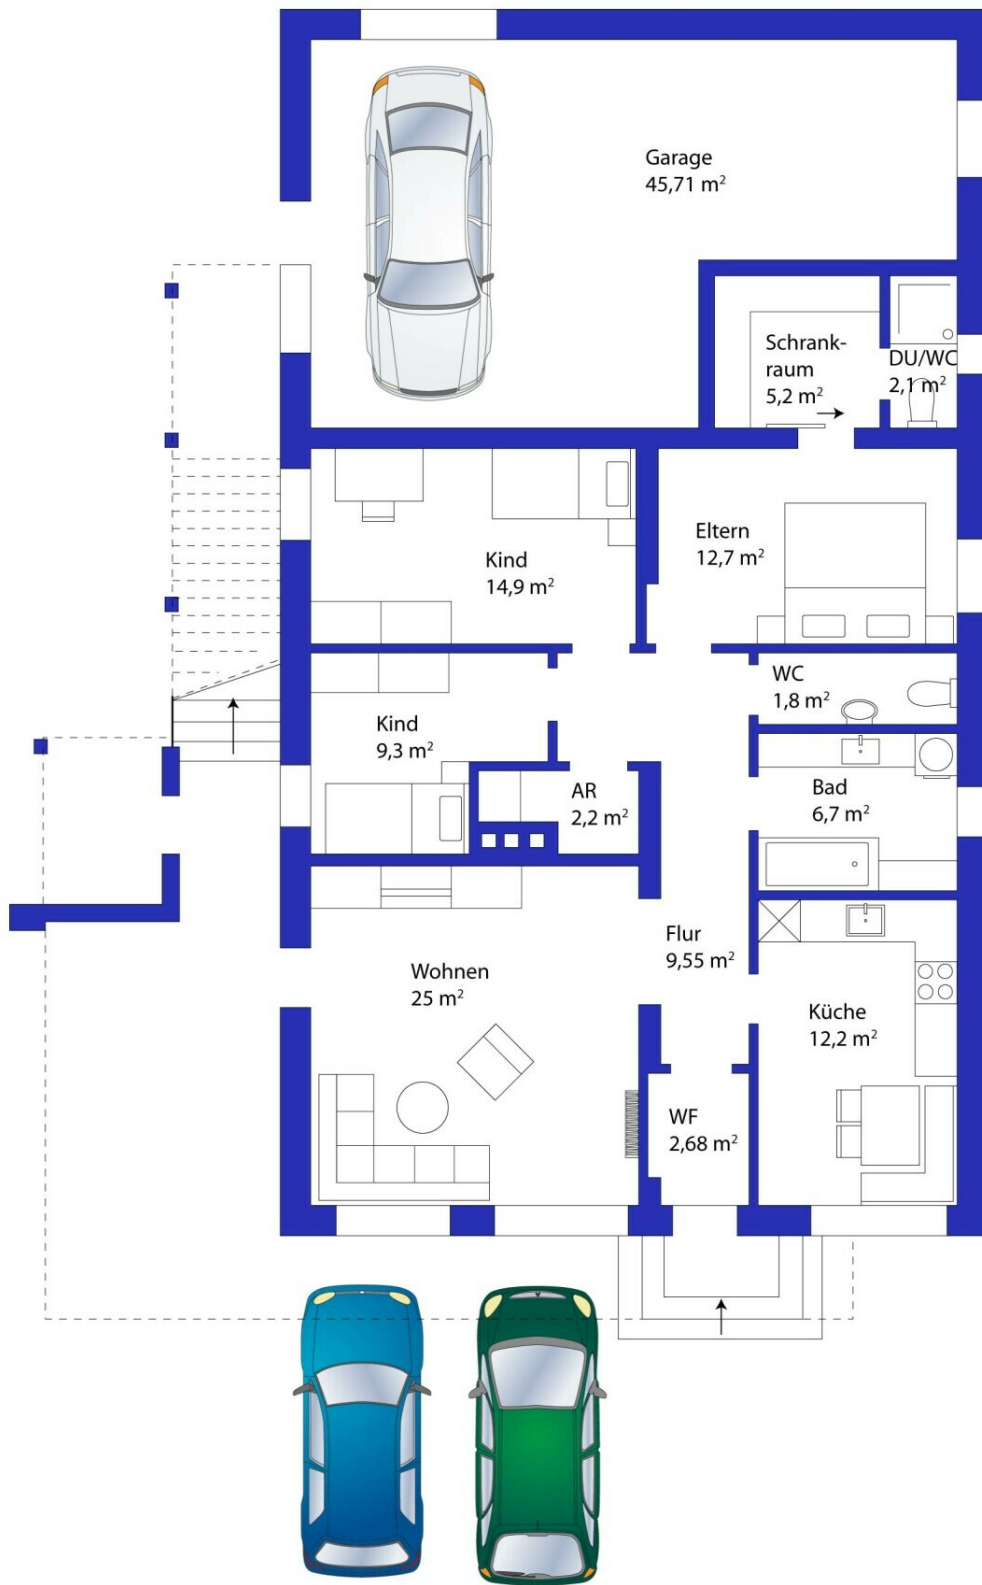 Garage
45,71 m²
Schrank-
raum
5,2 m²
DU/WC
2,1 m²
Eltern
12,7 m²
Kind
14,9 m²
WC
1,8 m²
Kind
9,3 m²
AR
2,2 m²
Bad
6,7 m²
Flur
9,55 m²
Wohnen
25 m²
Küche
12,2 m²
WF
2,68 m²